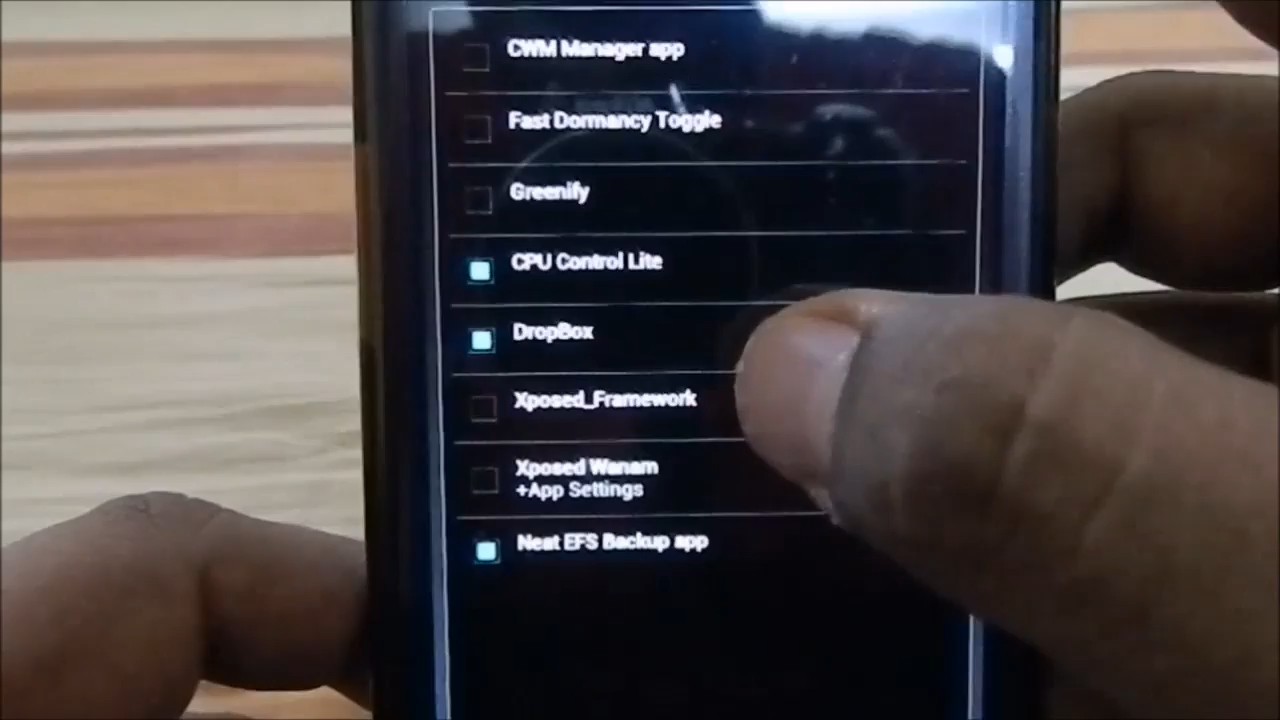 CWM Manager app
Fast Dormancy Toggle
Greenify
CPU Control Lite
DropBox
Xposed_Framework
Xposed Wanam
+App Settings
Neat EFS Backup app